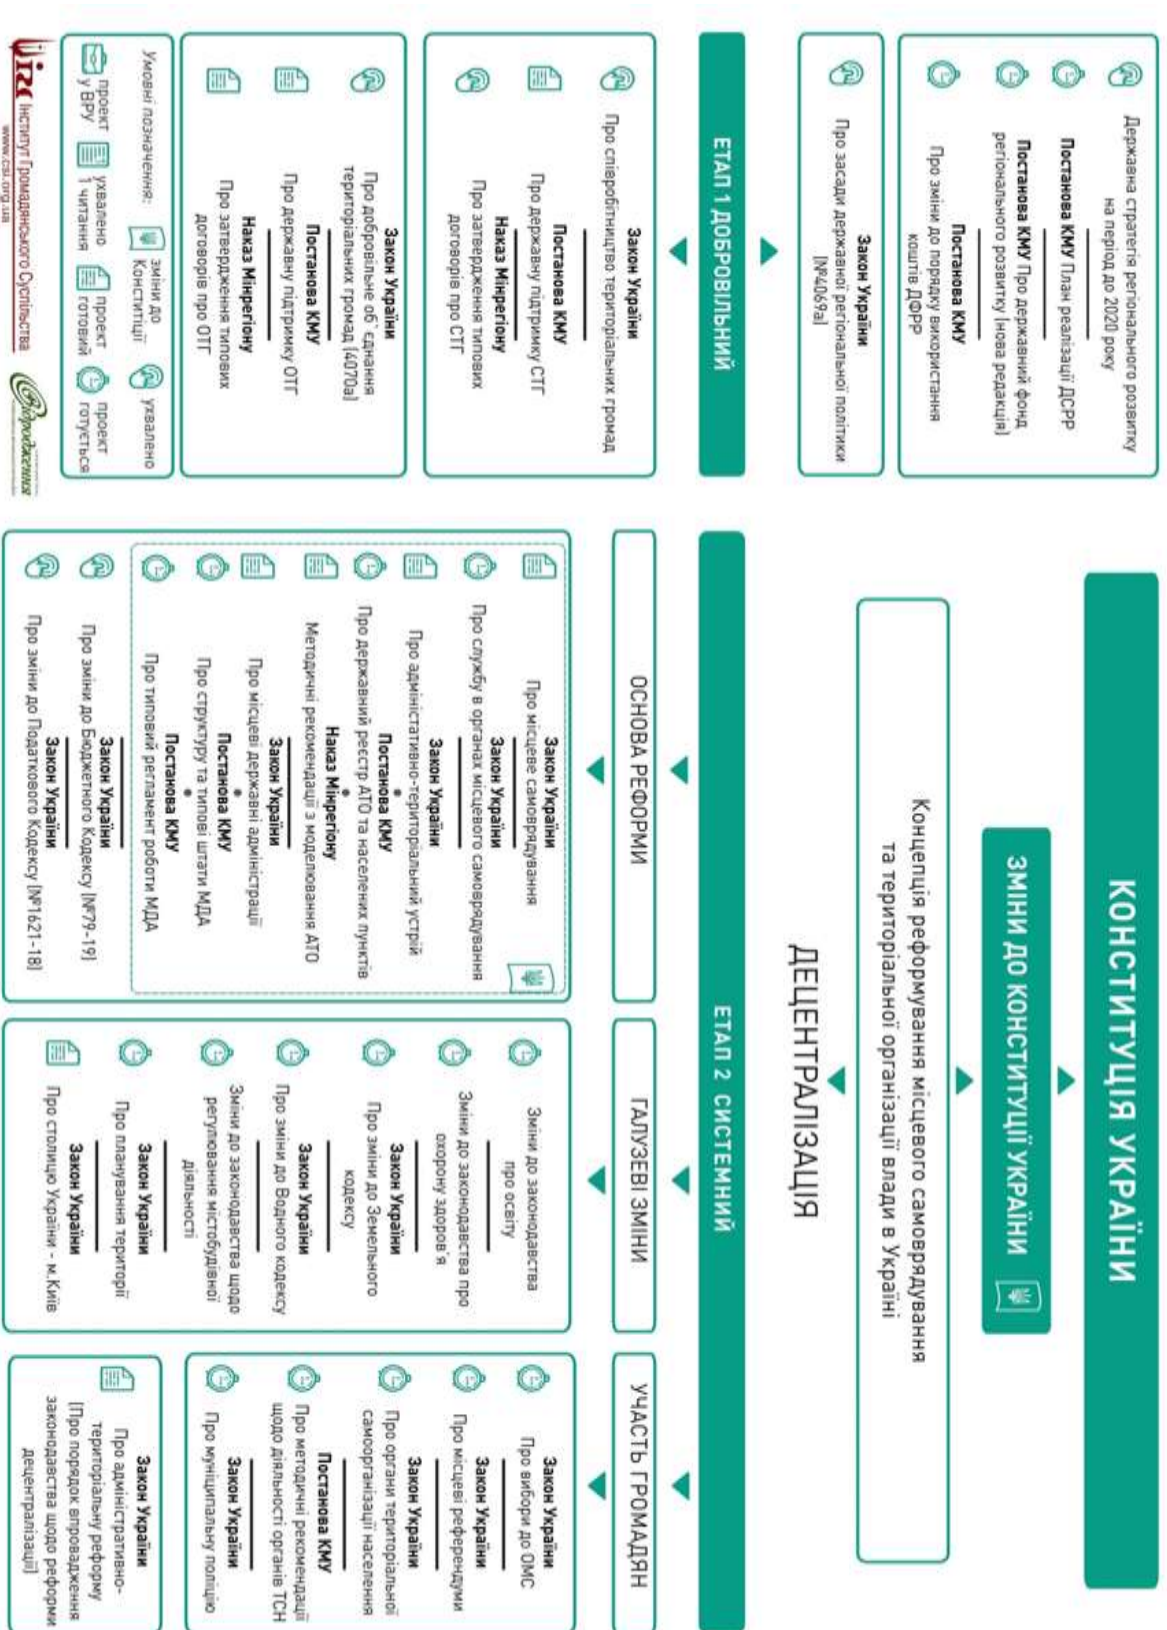 КОНСТИТУЦІЯ УКРАЇНИ
ЗМІНИ ДО КОНСТИТУЦІЇ УКРАЇНИ
Концепція реформування місцевого самоврядування
та територіальної організації влади в Україні
ДЕЦЕНТРАЛІЗАЦІЯ
Державна стратегія регіонального розвитку
на період до 2020 року
Постанова КМУ План реалізації ДСРР
Постанова КМУ Про державний фонд
регіонального розвитку (нова редакція)
Постанова КМУ
Про зміни до порядку використання
коштів ДФРР
Закон України
Про засади державної регіональної політики
(№4069а)
ЕТАП 1 ДОБРОВІЛЬНИЙ
Закон України
Про співробітництво територіальних громад
Постанова КМУ
Про державну підтримку СТГ
Наказ Мінрегіону
Про затвердження типових
договорів про СТГ
Закон України
Про добровільне об`єднання
територіальних громад (4070а)
Постанова КМУ
Про державну підтримку ОТГ
Наказ Мінрегіону
Про затвердження типових
договорів про ОТГ
Умовні позначення:
зміни до
Конституції
ухвалено
проект
у ВРУ
ухвалено
1 читання
проект
готовий
проект
готується
Інститут Громадянського Суспільства
www.csi.org.ua
Відродження
ЕТАП 2 СИСТЕМНИЙ
ОСНОВА РЕФОРМИ
Закон України
Про місцеве самоврядування
Закон України
Про службу в органах місцевого самоврядування
Закон України
Про адміністативно-територіальний устрій
Постанова КМУ
Про державний реєстр АТО та населених пунктів
Наказ Мінрегіону
Методичні рекомендації з моделювання АТО
Закон України
Про місцеві державні адміністрації
Постанова КМУ
Про структуру та типові штати МДА
Постанова КМУ
Про типовий регламент роботи МДА
Закон України
Про зміни до Бюджетного Кодексу (№79-19)
Закон України
Про зміни до Податкового Кодексу (№1621-18)
ГАЛУЗЕВІ ЗМІНИ
Зміни до законодавства
про освіту
Зміни до законодавства про
охорону здоров`я
Закон України
Про зміни до Земельного
кодексу
Закон України
Про зміни до Водного кодексу
Зміни до законодавства щодо
регулювання містобудівної
діяльності
Закон України
Про планування території
Закон України
Про столицю України - м.Київ
УЧАСТЬ ГРОМАДЯН
Закон України
Про вибори до ОМС
Закон України
Про місцеві референдуми
Закон України
Про органи територіальної
самоорганізації населення
Постанова КМУ
Про методичні рекомендації
щодо діяльності органів ТСН
Закон України
Про муніципальну поліцію
Закон України
Про адміністративно-
територіальну реформу
(Про порядок впровадження
законодавства щодо реформи
децентралізації)